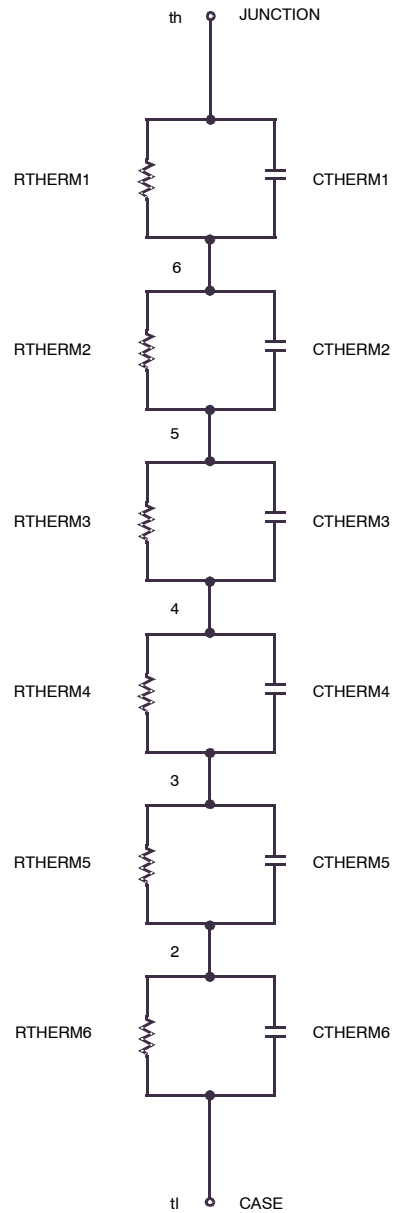 th JUNCTION
RTHERM1 CTHERM1
6
RTHERM2 CTHERM2
5
RTHERM3 CTHERM3
4
RTHERM4 CTHERM4
3
RTHERM5 CTHERM5
2
RTHERM6 CTHERM6
tl CASE